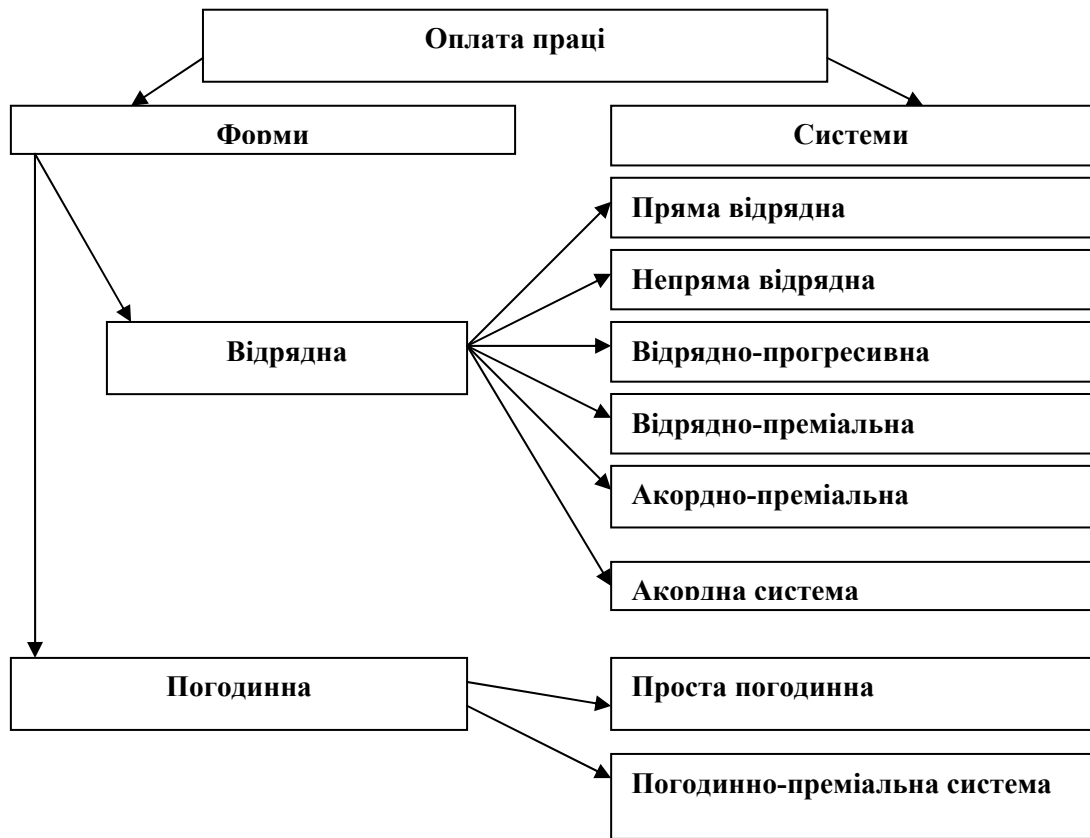 Оплата праці
Форми
Системи
Пряма відрядна
Непряма відрядна
Відрядна
Відрядно-прогресивна
Відрядно-преміальна
Акордно-преміальна
Акордна система
Погодинна
Проста погодинна
Погодинно-преміальна система